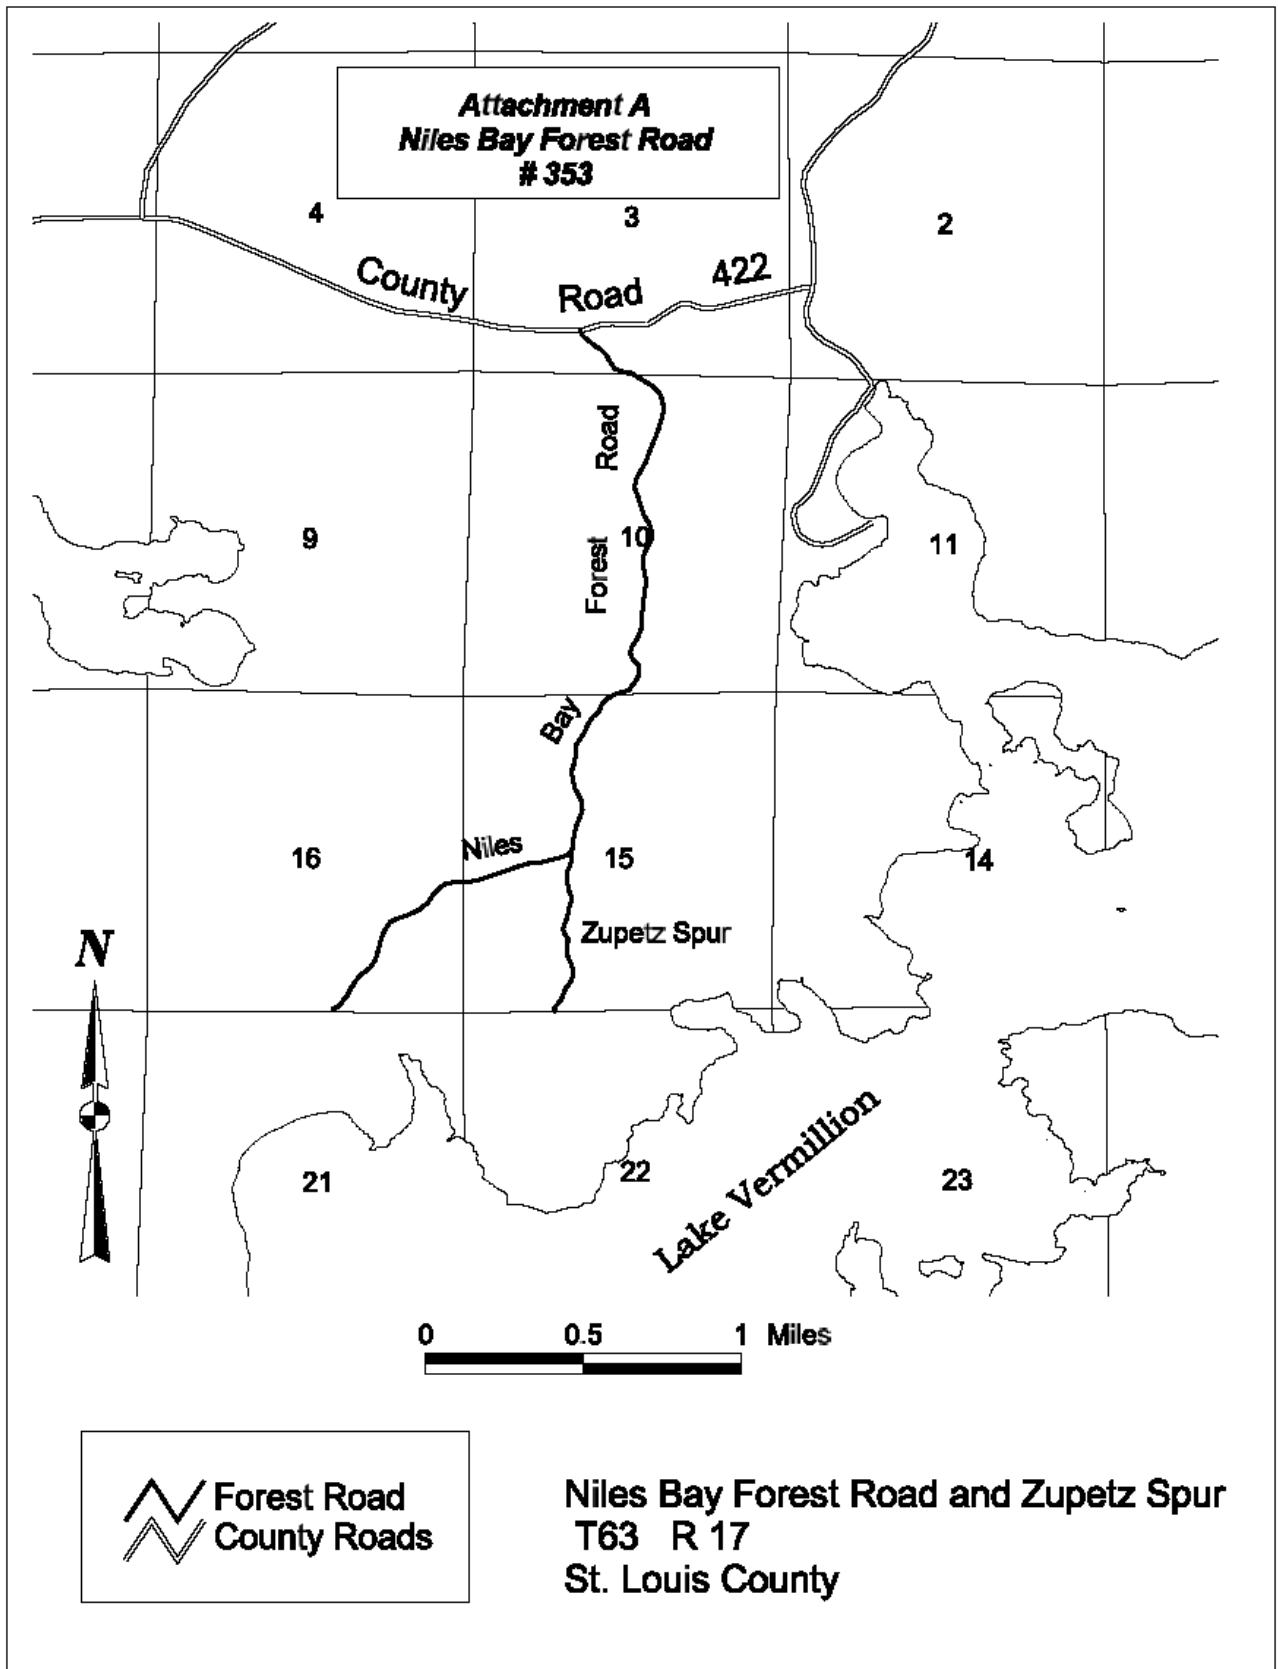 Attachment A
Niles Bay Forest Road
# 353
4
3
2
County Road 422
Road
9
10
11
Forest
Bay
16
Niles
15
14
Zupetz Spur
N
21
22
23
Lake Vermillion
0 0.5 1 Miles
Forest Road
County Roads
Niles Bay Forest Road and Zupetz Spur
T63 R 17
St. Louis County